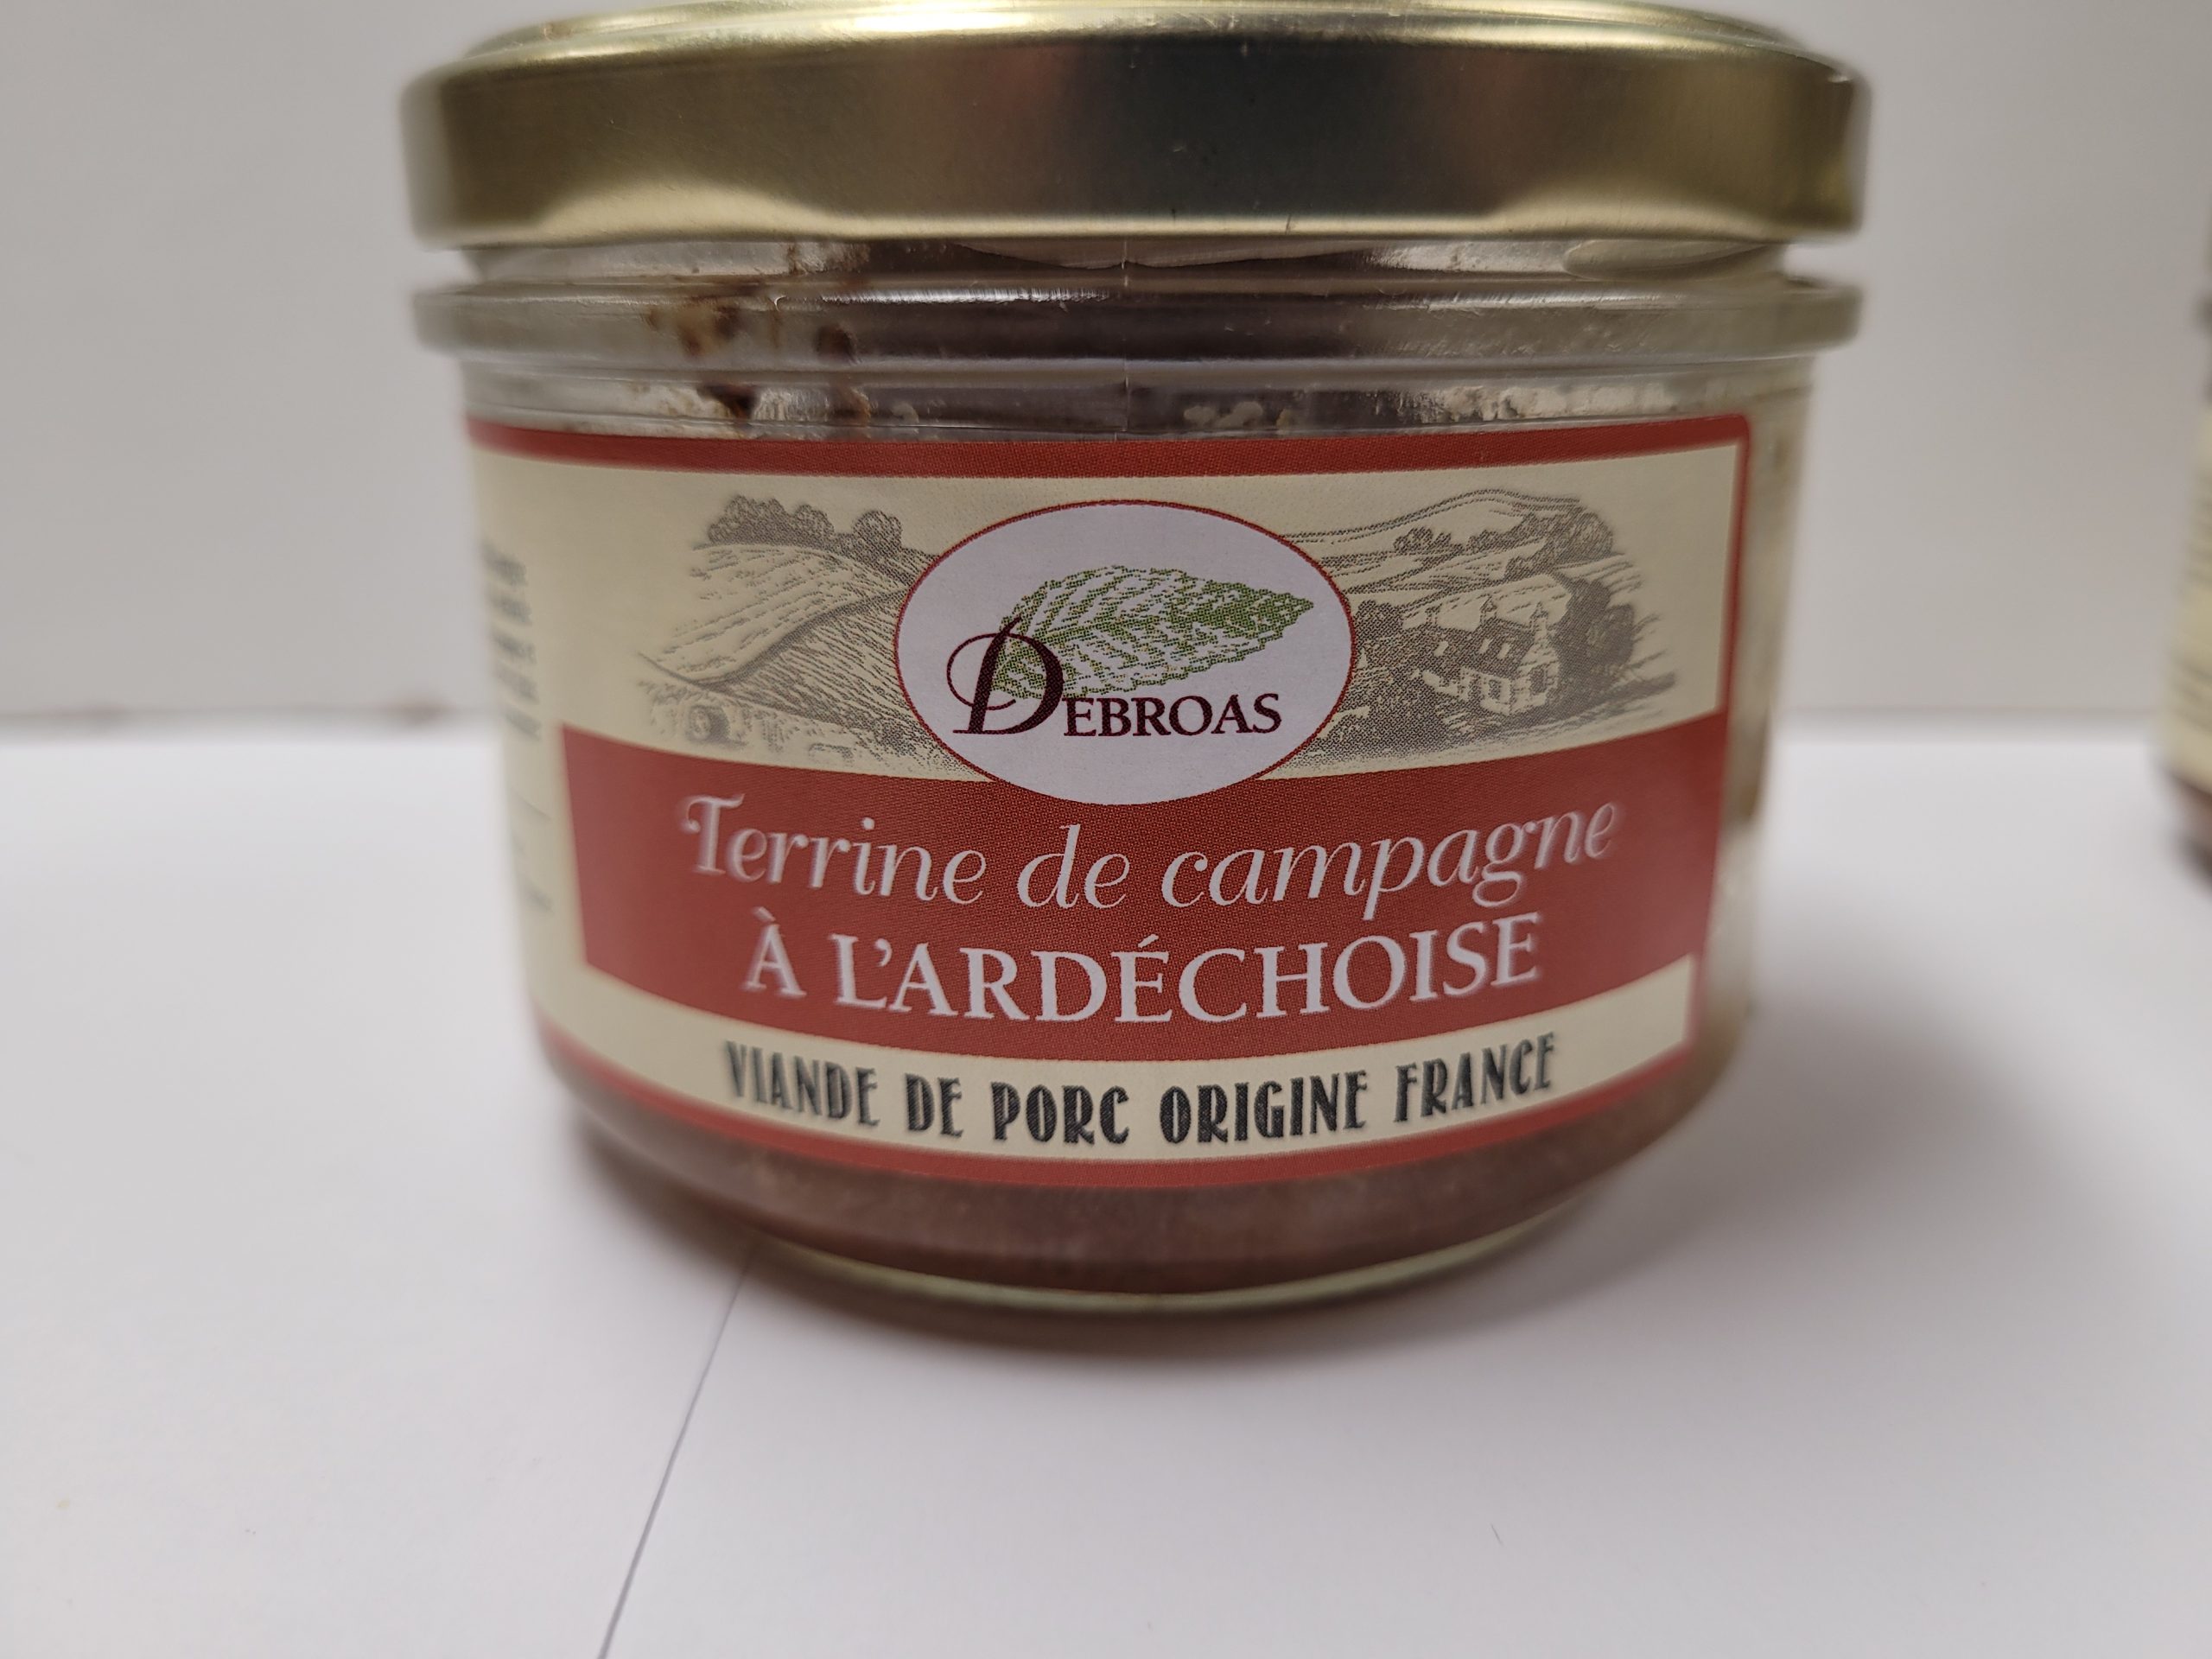 DEBROAS
Terrine de campagne
À L'ARDÉCHOISE
VIANDE DE PORC ORIGINE FRANCE